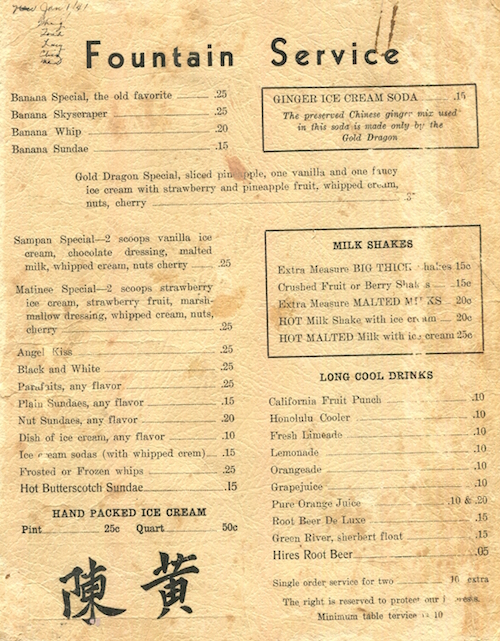 New Jan 1/41
Fountain Service
Banana Special, the old favorite .25
Banana Skyscraper .25
Banana Whip .20
Banana Sundae .15
GINGER ICE CREAM SODA .15
The preserved Chinese ginger mix used
in this soda is made only by the
Gold Dragon
Gold Dragon Special, sliced pineapple, one vanilla and one fancy
ice cream with strawberry and pineapple fruit, whipped cream,
nuts, cherry
Sampan Special—2 scoops vanilla ice
cream, chocolate dressing, malted
milk, whipped cream, nuts cherry .25
Matinee Special—2 scoops strawberry
ice cream, strawberry fruit, marsh-
mallow dressing, whipped cream, nuts,
cherry .25
Angel Kiss .25
Black and White .25
Parafaits, any flavor .25
Plain Sundaes, any flavor .15
Nut Sundaes, any flavor .20
Dish of ice cream, any flavor .10
Ice cream sodas (with whipped crem) .15
Frosted or Frozen whips .25
Hot Butterscotch Sundae .15
HAND PACKED ICE CREAM
Pint 25c Quart 50c
陳 黃
MILK SHAKES
Extra Measure BIG THICK Shakes 15c
Crushed Fruit or Berry Shakes 15c
Extra Measure MALTED MILKS 20c
HOT Milk Shake with ice cream 20c
HOT MALTED Milk with ice cream 25c
LONG COOL DRINKS
California Fruit Punch .10
Honolulu Cooler .10
Fresh Limeade .10
Lemonade .10
Orangeade .10
Grapejuice .10
Pure Orange Juice .10 & .20
Root Beer De Luxe .15
Green River, sherbert float .15
Hires Root Beer .05
Single order service for two 10 extra
The right is reserved to protect our
Minimum table service 10